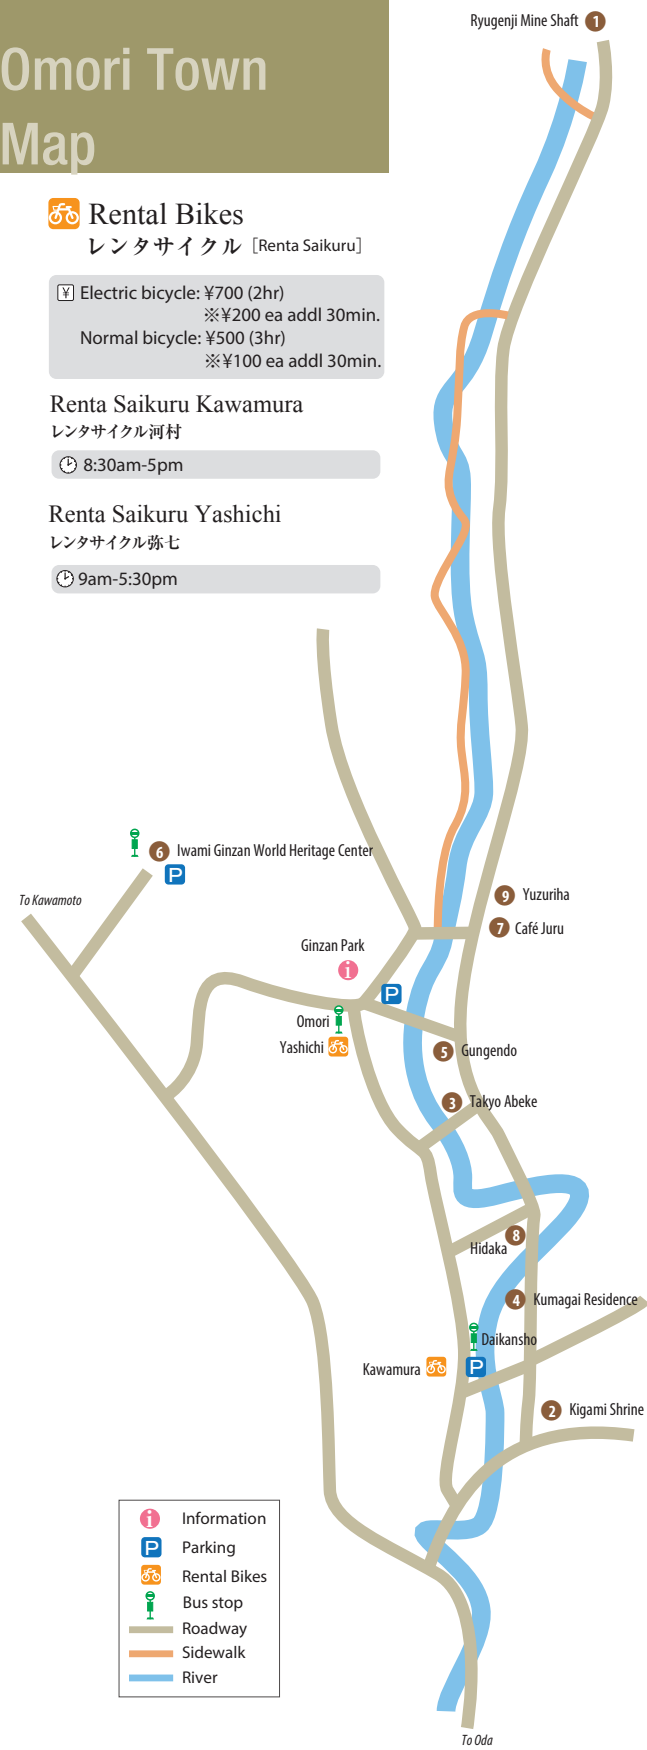 Omori Town
Map
Rental Bikes
レンタサイクル [Renta Saikuru]
¥ Electric bicycle: ¥700 (2hr)
※¥200 ea addl 30min.
Normal bicycle: ¥500 (3hr)
※¥100 ea addl 30min.
Renta Saikuru Kawamura
レンタサイクル河村
8:30am-5pm
Renta Saikuru Yashichi
レンタサイクル弥七
9am-5:30pm
Ryugenji Mine Shaft 1
6 Iwami Ginzan World Heritage Center
P
To Kawamoto
9 Yuzuriha
7 Café Juru
Ginzan Park
i
P
Omori
Yashichi
5 Gungendo
3 Takyo Abeke
8
Hidaka
4 Kumagai Residence
Daikansho
Kawamura
P
2 Kigami Shrine
i Information
P Parking
Rental Bikes
Bus stop
Roadway
Sidewalk
River
To Oda